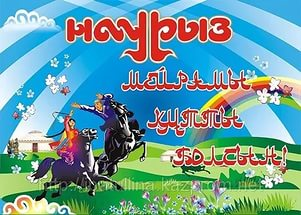 наурыз
мейрамы
құтты
болсын!